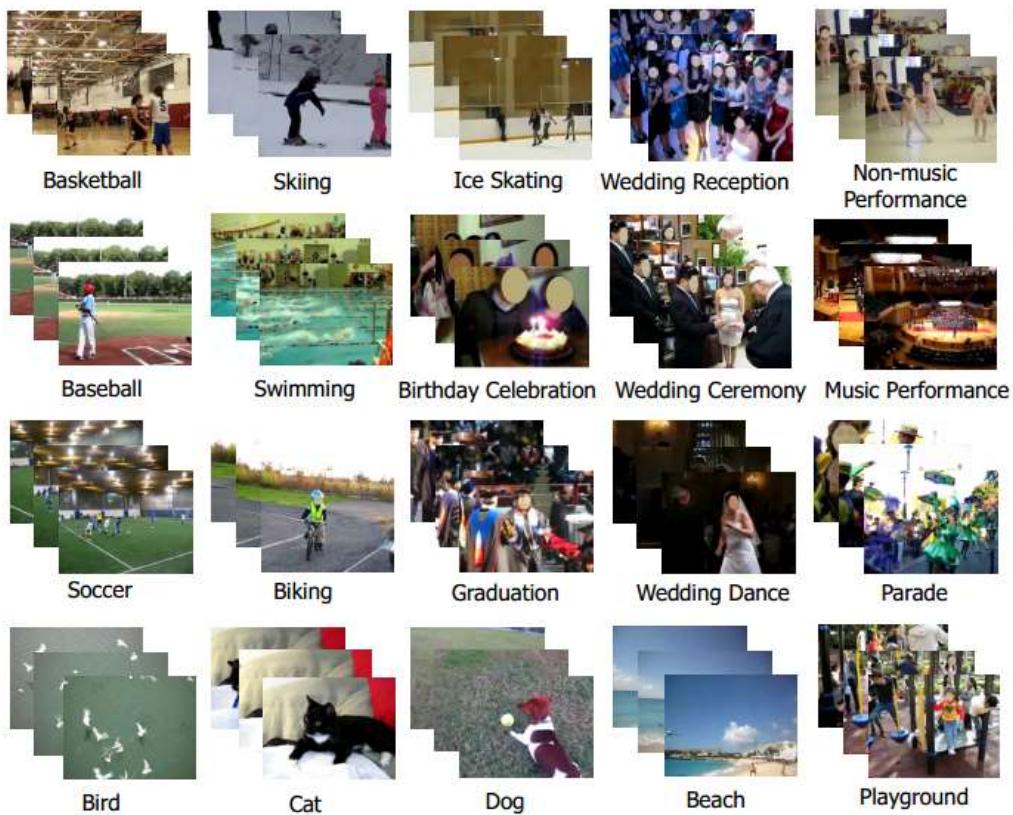 Basketball
Skiing
Ice Skating
Wedding Reception
Non-music
Performance
Baseball
Swimming
Birthday Celebration
Wedding Ceremony
Music Performance
Soccer
Biking
Graduation
Wedding Dance
Parade
Bird
Cat
Dog
Beach
Playground